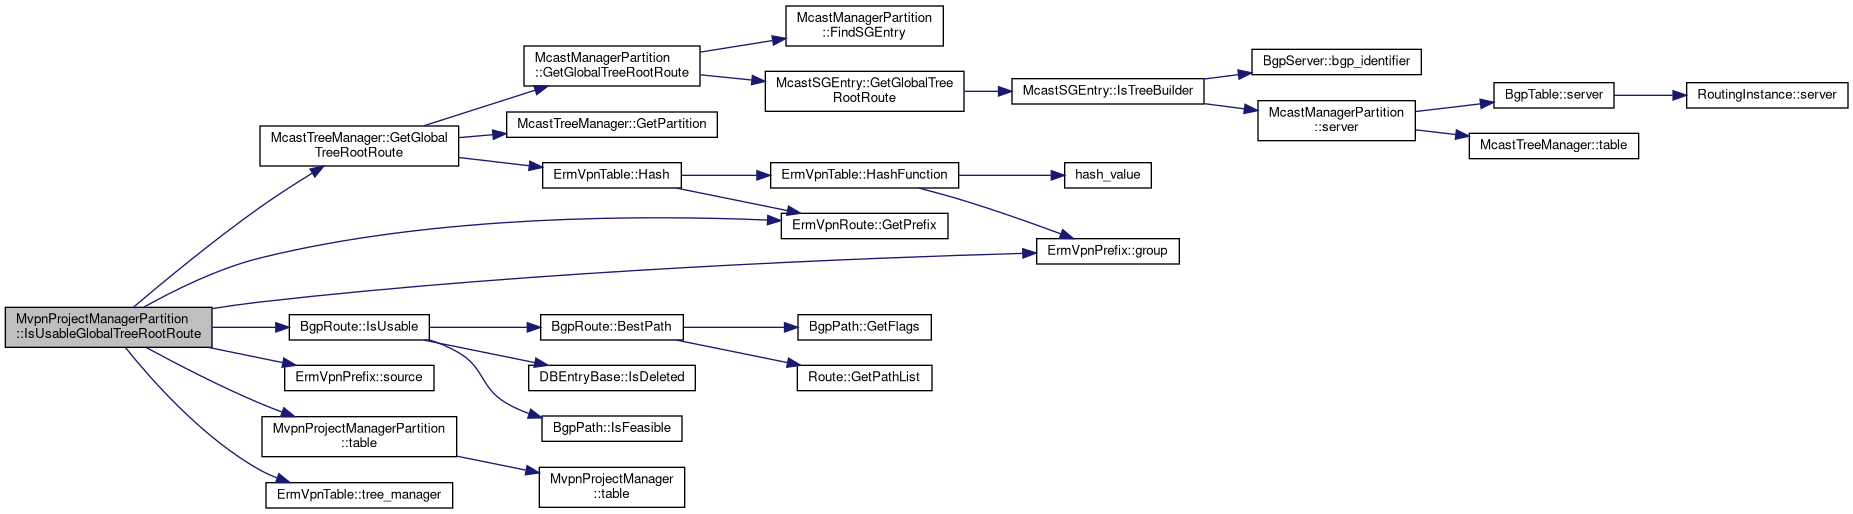 McastManagerPartition
::FindSGEntry
McastManagerPartition
::GetGlobalTreeRootRoute
McastSGEntry::GetGlobalTree
RootRoute
BgpServer::bgp_identifier
McastSGEntry::IsTreeBuilder
BgpTable::server
RoutingInstance::server
McastManagerPartition
::server
McastTreeManager::GetPartition
McastTreeManager::GetGlobal
TreeRootRoute
McastTreeManager::table
ErmVpnTable::Hash
ErmVpnTable::HashFunction
hash_value
ErmVpnRoute::GetPrefix
ErmVpnPrefix::group
MvpnProjectManagerPartition
::IsUsableGlobalTreeRootRoute
BgpRoute::IsUsable
BgpRoute::BestPath
BgpPath::GetFlags
ErmVpnPrefix::source
DBEntryBase::IsDeleted
Route::GetPathList
MvpnProjectManagerPartition
::table
BgpPath::IsFeasible
MvpnProjectManager
::table
ErmVpnTable::tree_manager